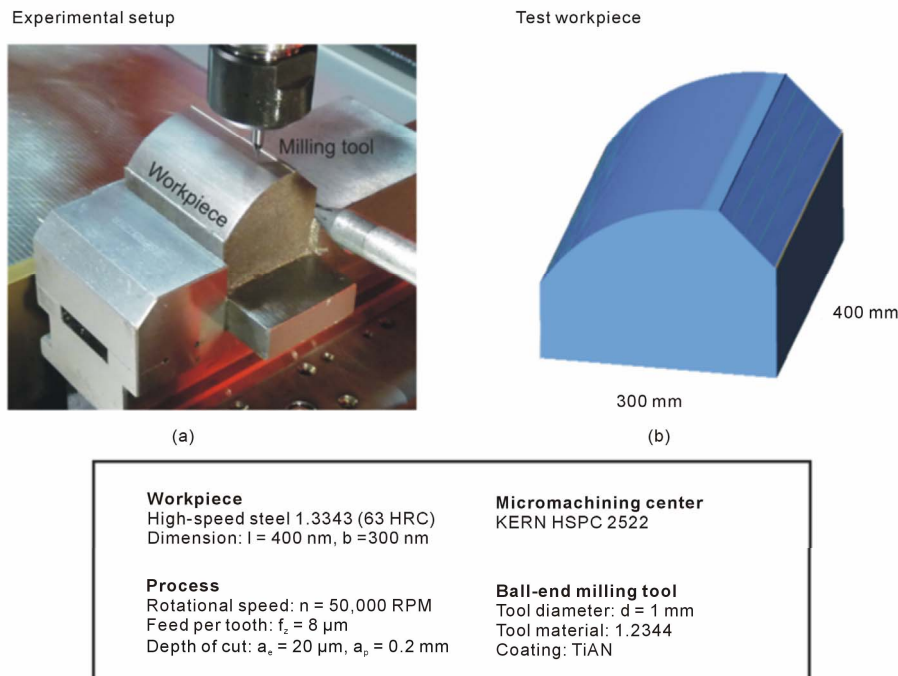 Experimental setup
Test workpiece
Milling tool
Workpiece
400 mm
300 mm
(a)
(b)
Workpiece
High-speed steel 1.3343 (63 HRC)
Dimension: l = 400 nm, b =300 nm
Micromachining center
KERN HSPC 2522
Process
Rotational speed: n = 50,000 RPM
Feed per tooth: fz = 8 μm
Depth of cut: ae = 20 μm, ap = 0.2 mm
Ball-end milling tool
Tool diameter: d = 1 mm
Tool material: 1.2344
Coating: TiAN